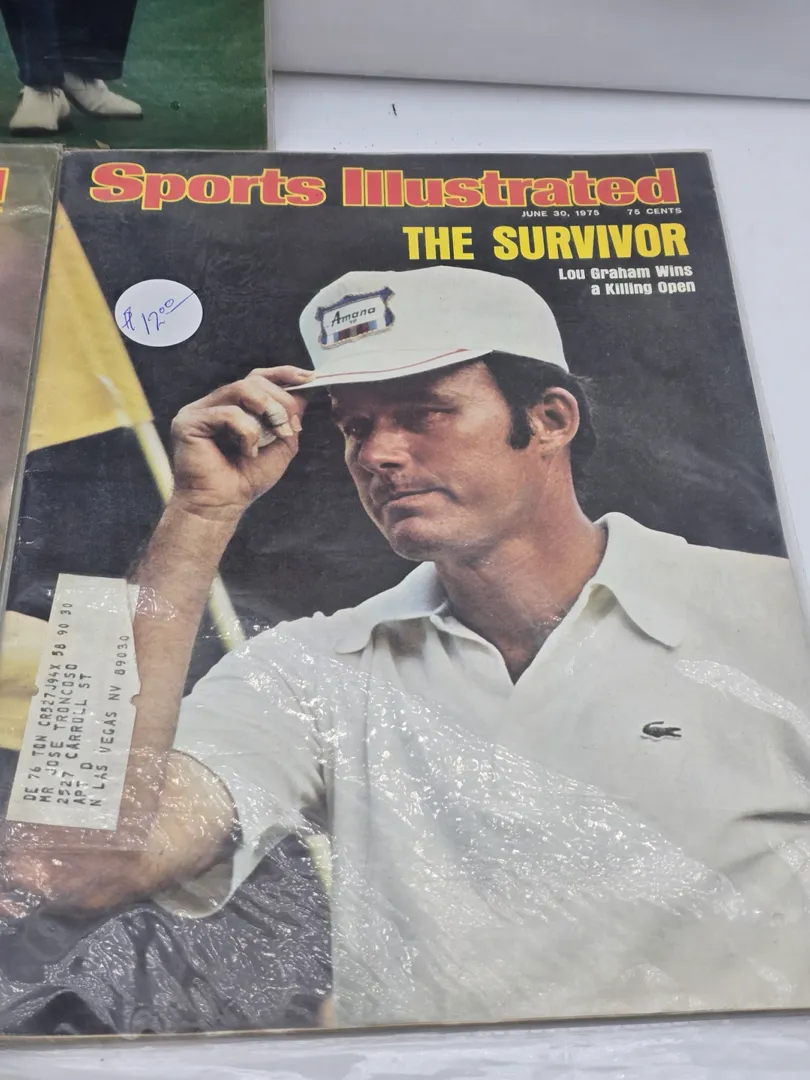 Sports Illustrated
JUNE 30, 1975 75 CENTS
THE SURVIVOR
Lou Graham Wins
a Killing Open
$12.00
Amana
DE 76 TON CR527J94X 58 90 30
MR JOSE TRONCOSO
2527 CARROLL ST
APT D
N LAS VEGAS NV 89030